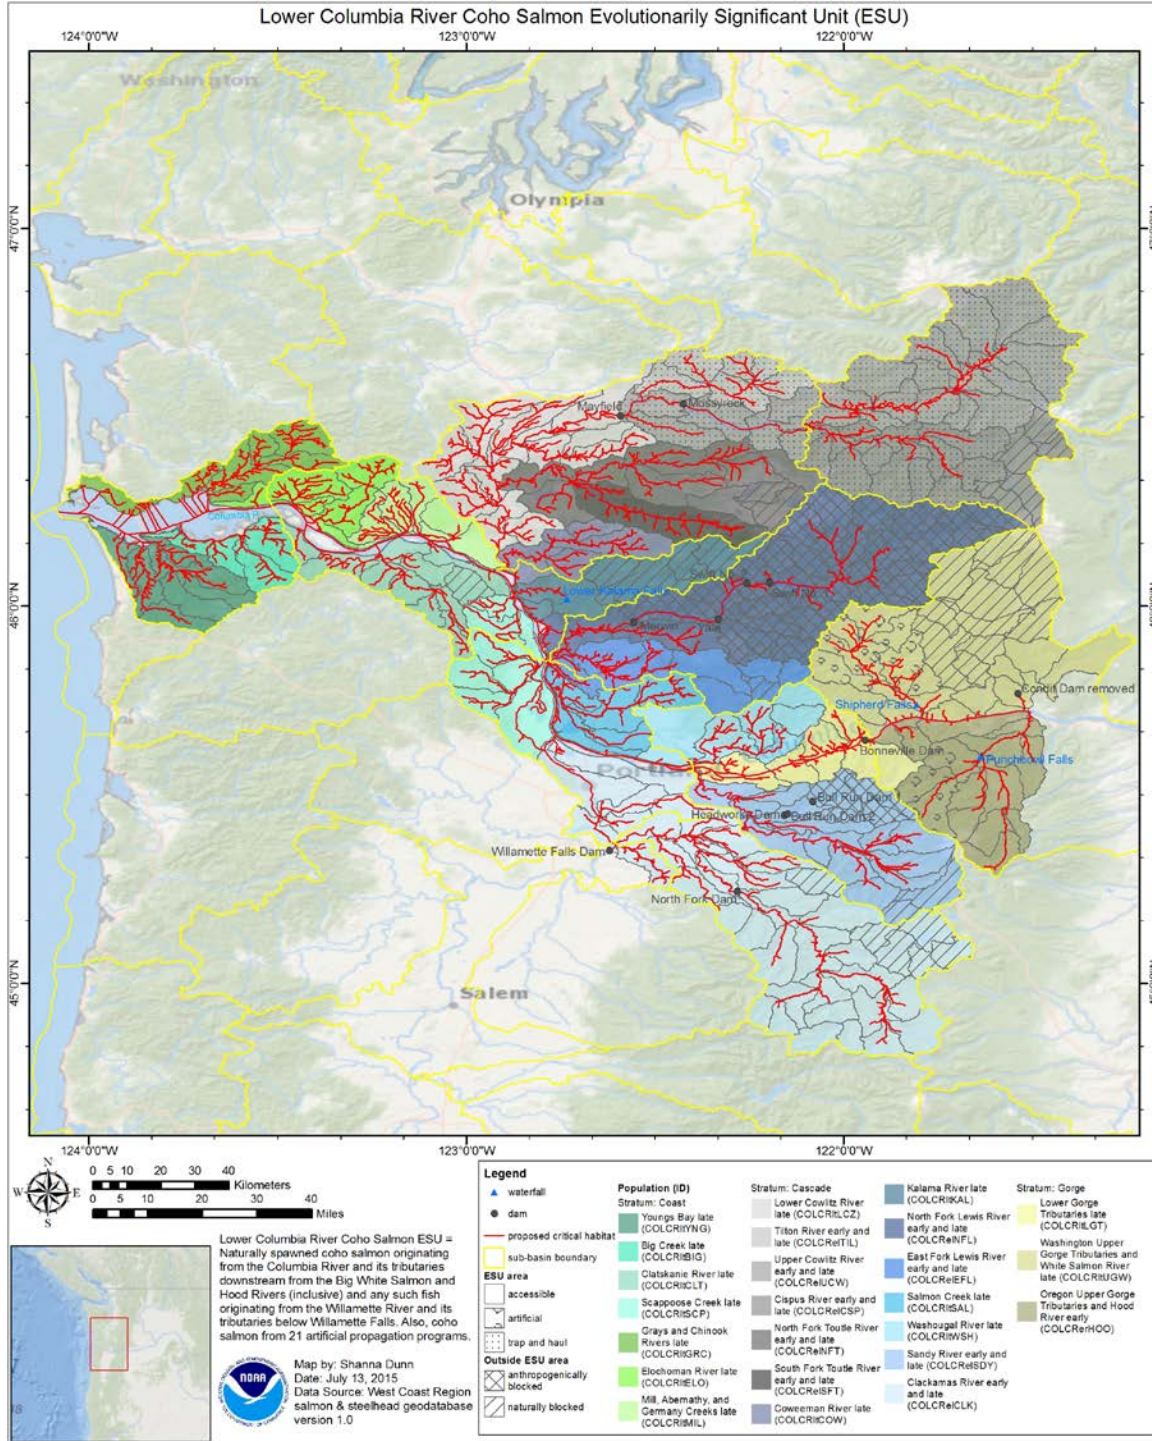 Lower Columbia River Coho Salmon Evolutionarily Significant Unit (ESU)
124°0'0"W
123°0'0"W
122°0'0"W
Washington
Olympia
47°0'0"N
47°0'0"N
Mayfield
Mossyrock
Columbia R
Lower Kalama Falls
Swift
Merwin
Yale
46°0'0"N
46°0'0"N
Condit Dam removed
Shipherd Falls
Bonneville Dam
Punchbowl Falls
Portla
Bull Run Dam
Headworks Dam
Bull Run Dam 2
Willamette Falls Dam
North Fork Dam
45°0'0"N
45°0'0"N
Salem
124°0'0"W
123°0'0"W
122°0'0"W
N
W
E
S
0 5 10 20 30 40
Kilometers
0 5 10 20 30 40
Miles
Lower Columbia River Coho Salmon ESU =
Naturally spawned coho salmon originating
from the Columbia River and its tributaries
downstream from the Big White Salmon and
Hood Rivers (inclusive) and any such fish
originating from the Willamette River and its
tributaries below Willamette Falls. Also, coho
salmon from 21 artificial propagation programs.
NOAA
Map by: Shanna Dunn
Date: July 13, 2015
Data Source: West Coast Region
salmon & steelhead geodatabase
version 1.0
Legend
waterfall
dam
proposed critical habitat
sub-basin boundary
ESU area
accessible
artificial
trap and haul
Outside ESU area
anthropogenically
blocked
naturally blocked
Population (ID)
Stratum: Coast
Youngs Bay late
(COLCRltYNG)
Big Creek late
(COLCRltBIG)
Clatskanie River late
(COLCRltCLT)
Scappoose Creek late
(COLCRltSCP)
Grays and Chinook
Rivers late
(COLCRltGRC)
Elochoman River late
(COLCRltELO)
Mill, Abernathy, and
Germany Creeks late
(COLCRltMIL)
Stratum: Cascade
Lower Cowlitz River
late (COLCRltLCZ)
Tilton River early and
late (COLCRelTIL)
Upper Cowlitz River
early and late
(COLCRelUCW)
Cispus River early and
late (COLCRelCSP)
North Fork Toutle River
early and late
(COLCRelNFT)
South Fork Toutle River
early and late
(COLCRelSFT)
Coweeman River late
(COLCRltCOW)
Kalama River late
(COLCRltKAL)
North Fork Lewis River
early and late
(COLCRelNFL)
East Fork Lewis River
early and late
(COLCRelEFL)
Salmon Creek late
(COLCRltSAL)
Washougal River late
(COLCRltWSH)
Sandy River early and
late (COLCRelSDY)
Clackamas River early
and late
(COLCRelCLK)
Stratum: Gorge
Lower Gorge
Tributaries late
(COLCRltLGT)
Washington Upper
Gorge Tributaries and
White Salmon River
late (COLCRltUGW)
Oregon Upper Gorge
Tributaries and Hood
River early
(COLCRerHOO)